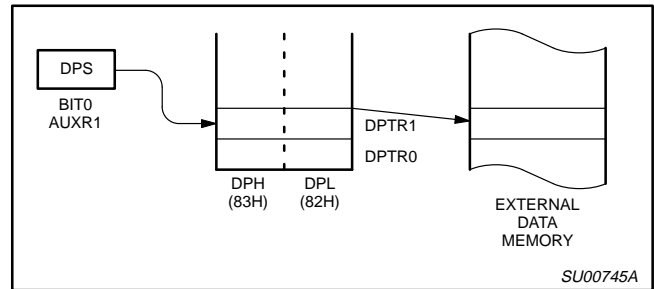 DPS
BIT0
AUXR1
DPTR1
DPTR0
DPH
(83H)
DPL
(82H)
EXTERNAL
DATA
MEMORY
SU00745A